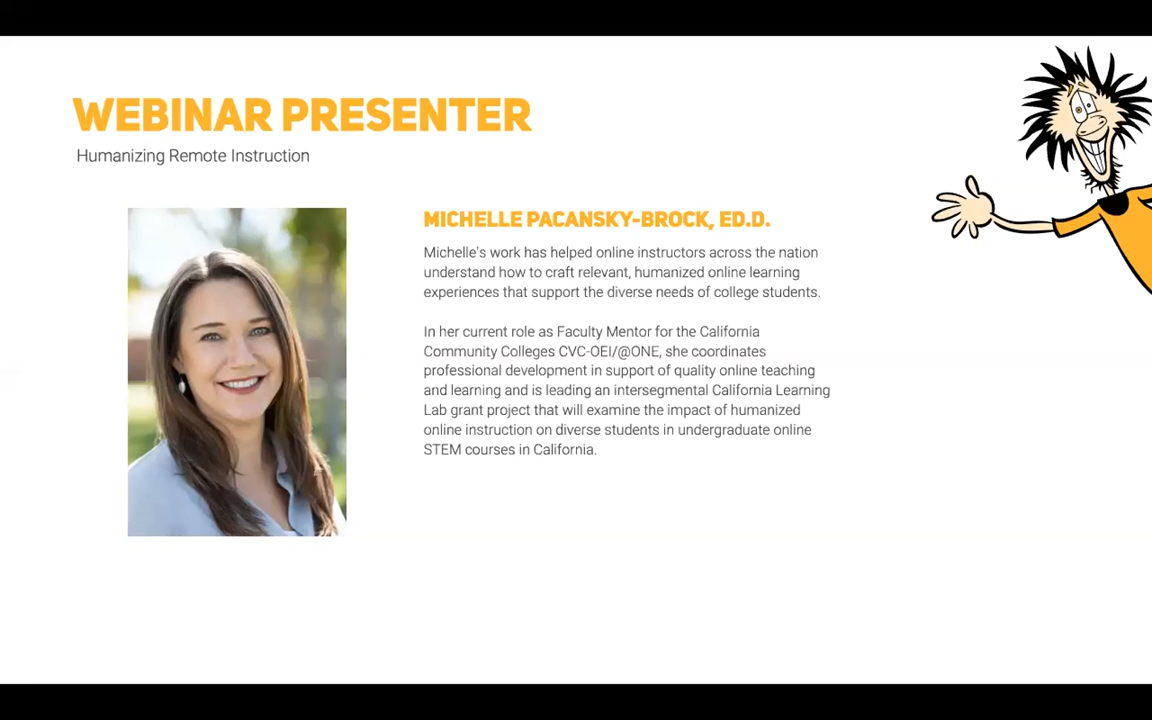 WEBINAR PRESENTER
Humanizing Remote Instruction
MICHELLE PACANSKY-BROCK, ED.D.
Michelle's work has helped online instructors across the nation
understand how to craft relevant, humanized online learning
experiences that support the diverse needs of college students.
In her current role as Faculty Mentor for the California
Community Colleges CVC-OEI/@ONE, she coordinates
professional development in support of quality online teaching
and learning and is leading an intersegmental California Learning
Lab grant project that will examine the impact of humanized
online instruction on diverse students in undergraduate online
STEM courses in California.